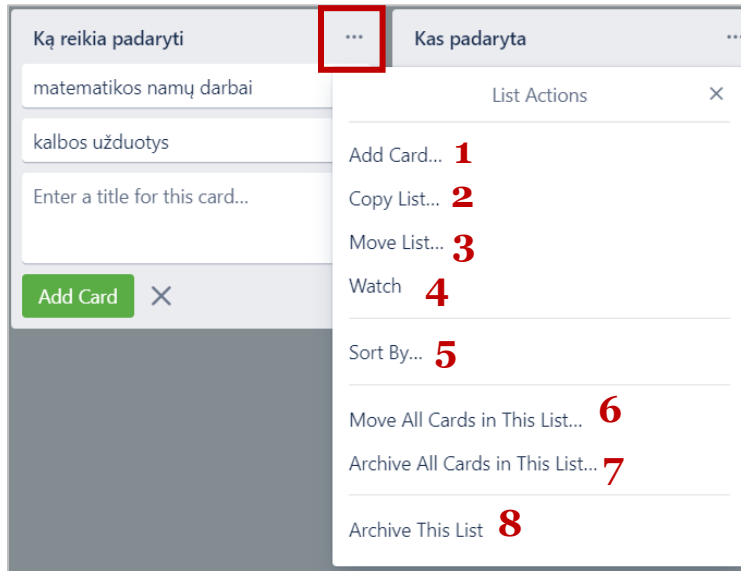 Ką reikia padaryti ...
matematikos namų darbai
kalbos užduotys
Enter a title for this card...
Add Card
Kas padaryta ...
List Actions
Add Card... 1
Copy List... 2
Move List... 3
Watch 4
Sort By... 5
Move All Cards in This List... 6
Archive All Cards in This List... 7
Archive This List 8